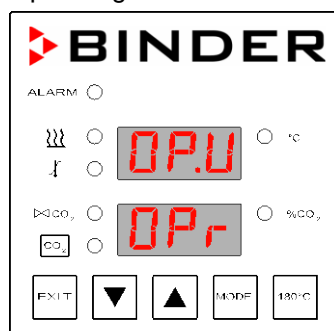 BINDER
ALARM
OP.U
°C
CO2
%CO2
CO2
OPr
EXIT
MODE
180°C